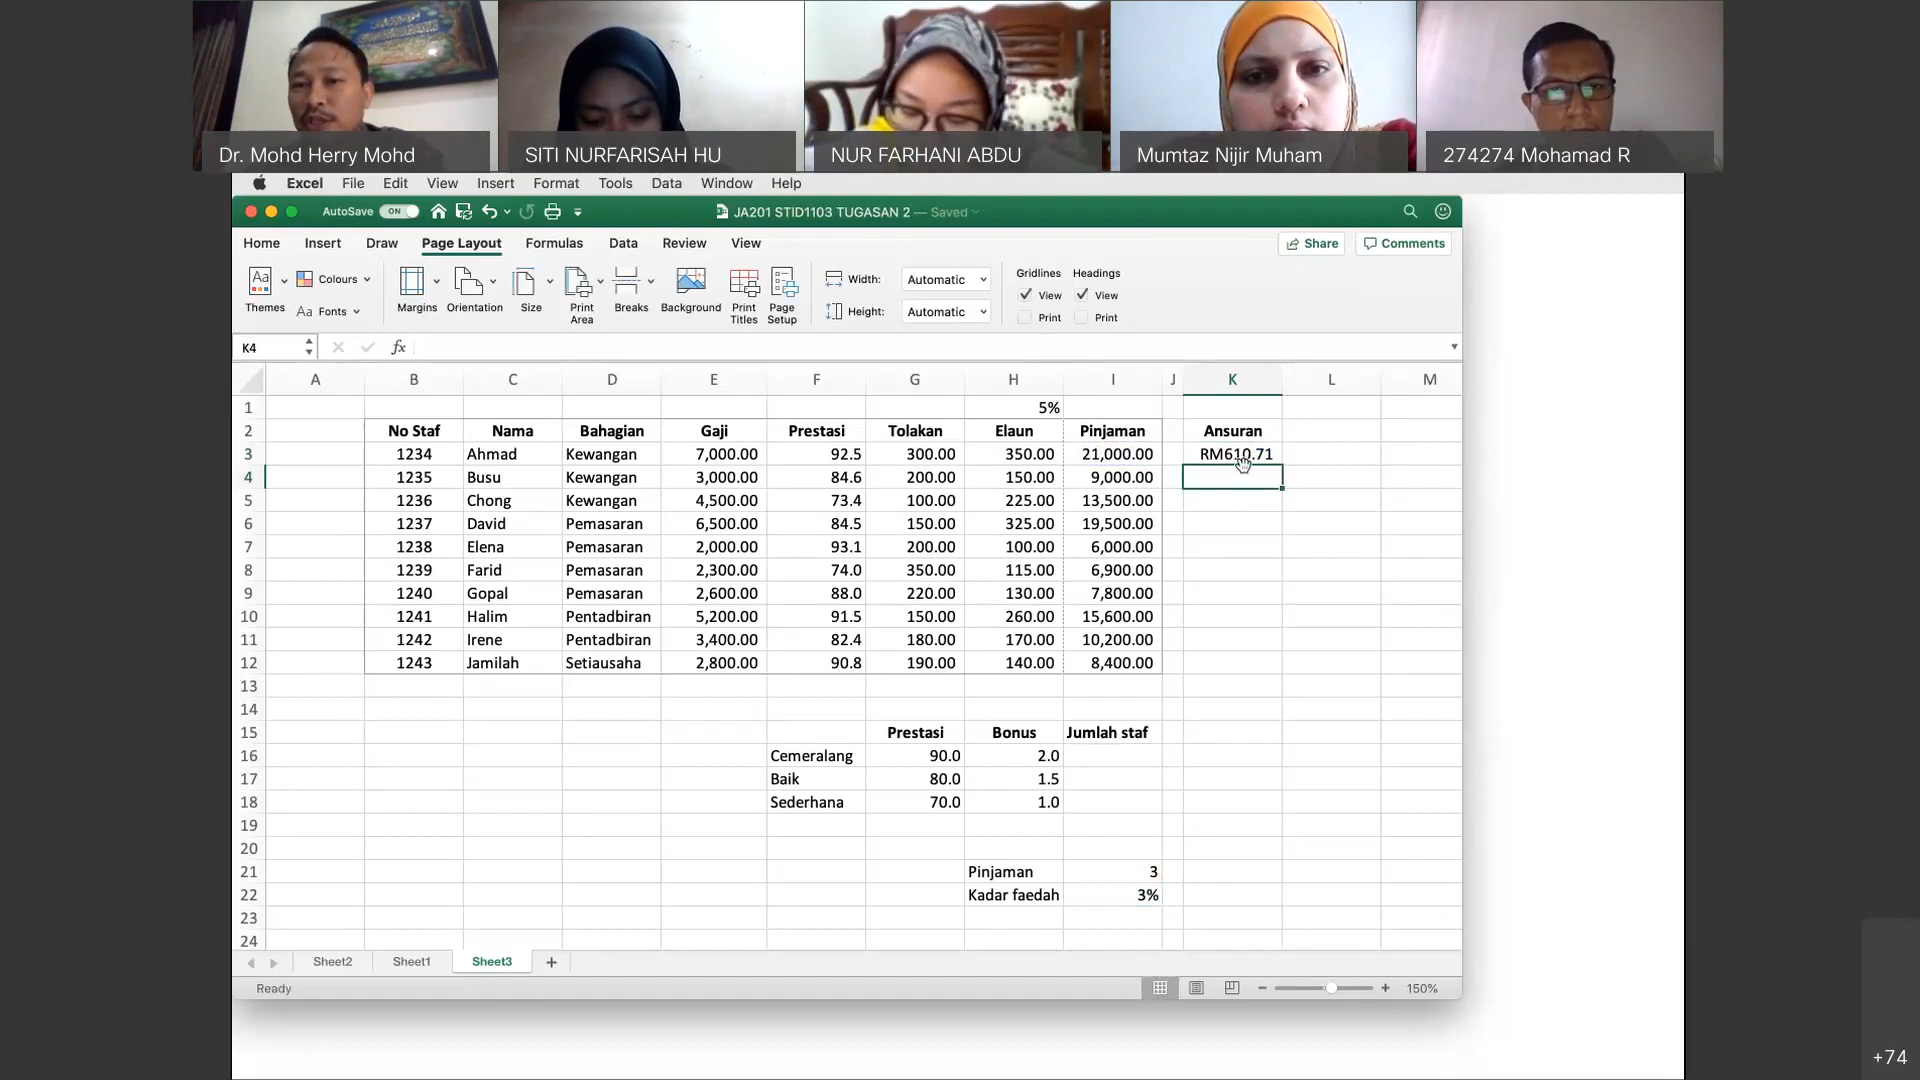 Dr. Mohd Herry Mohd
SITI NURFARISAH HU
NUR FARHANI ABDU
Mumtaz Nijir Muham
274274 Mohamad R
Excel File Edit View Insert Format Tools Data Window Help
AutoSave ON JA201 STID1103 TUGASAN 2 — Saved
Home Insert Draw Page Layout Formulas Data Review View Share Comments
Aa Themes Colours Aa Fonts Margins Orientation Size Print Area Breaks Background Print Titles Page Setup Width: Automatic Height: Automatic Gridlines View Print Headings View Print
K4 fx
A B C D E F G H I J K L M
1 5%
2 No Staf Nama Bahagian Gaji Prestasi Tolakan Elaun Pinjaman Ansuran
3 1234 Ahmad Kewangan 7,000.00 92.5 300.00 350.00 21,000.00 RM610.71
4 1235 Busu Kewangan 3,000.00 84.6 200.00 150.00 9,000.00
5 1236 Chong Kewangan 4,500.00 73.4 100.00 225.00 13,500.00
6 1237 David Pemasaran 6,500.00 84.5 150.00 325.00 19,500.00
7 1238 Elena Pemasaran 2,000.00 93.1 200.00 100.00 6,000.00
8 1239 Farid Pemasaran 2,300.00 74.0 350.00 115.00 6,900.00
9 1240 Gopal Pemasaran 2,600.00 88.0 220.00 130.00 7,800.00
10 1241 Halim Pentadbiran 5,200.00 91.5 150.00 260.00 15,600.00
11 1242 Irene Pentadbiran 3,400.00 82.4 180.00 170.00 10,200.00
12 1243 Jamilah Setiausaha 2,800.00 90.8 190.00 140.00 8,400.00
13
14
15 Prestasi Bonus Jumlah staf
16 Cemeralang 90.0 2.0
17 Baik 80.0 1.5
18 Sederhana 70.0 1.0
19
20
21 Pinjaman 3
22 Kadar faedah 3%
23
24
Sheet2 Sheet1 Sheet3 +
Ready 150%
+74